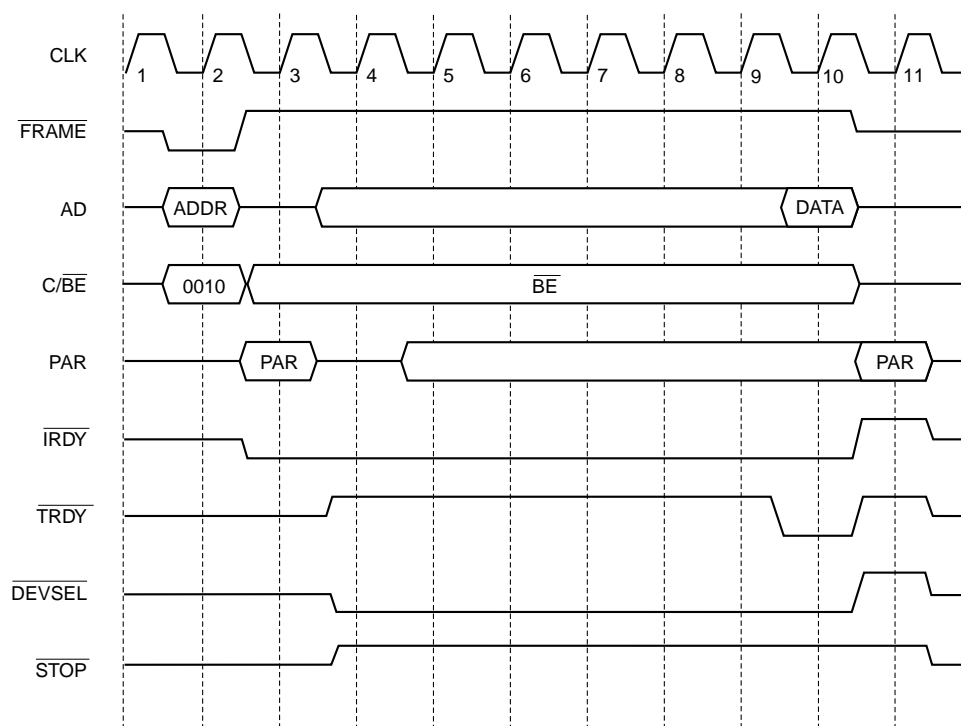 CLK
1 2 3 4 5 6 7 8 9 10 11
FRAME
AD ADDR DATA
C/BE 0010 BE
PAR PAR PAR
IRDY
TRDY
DEVSEL
STOP